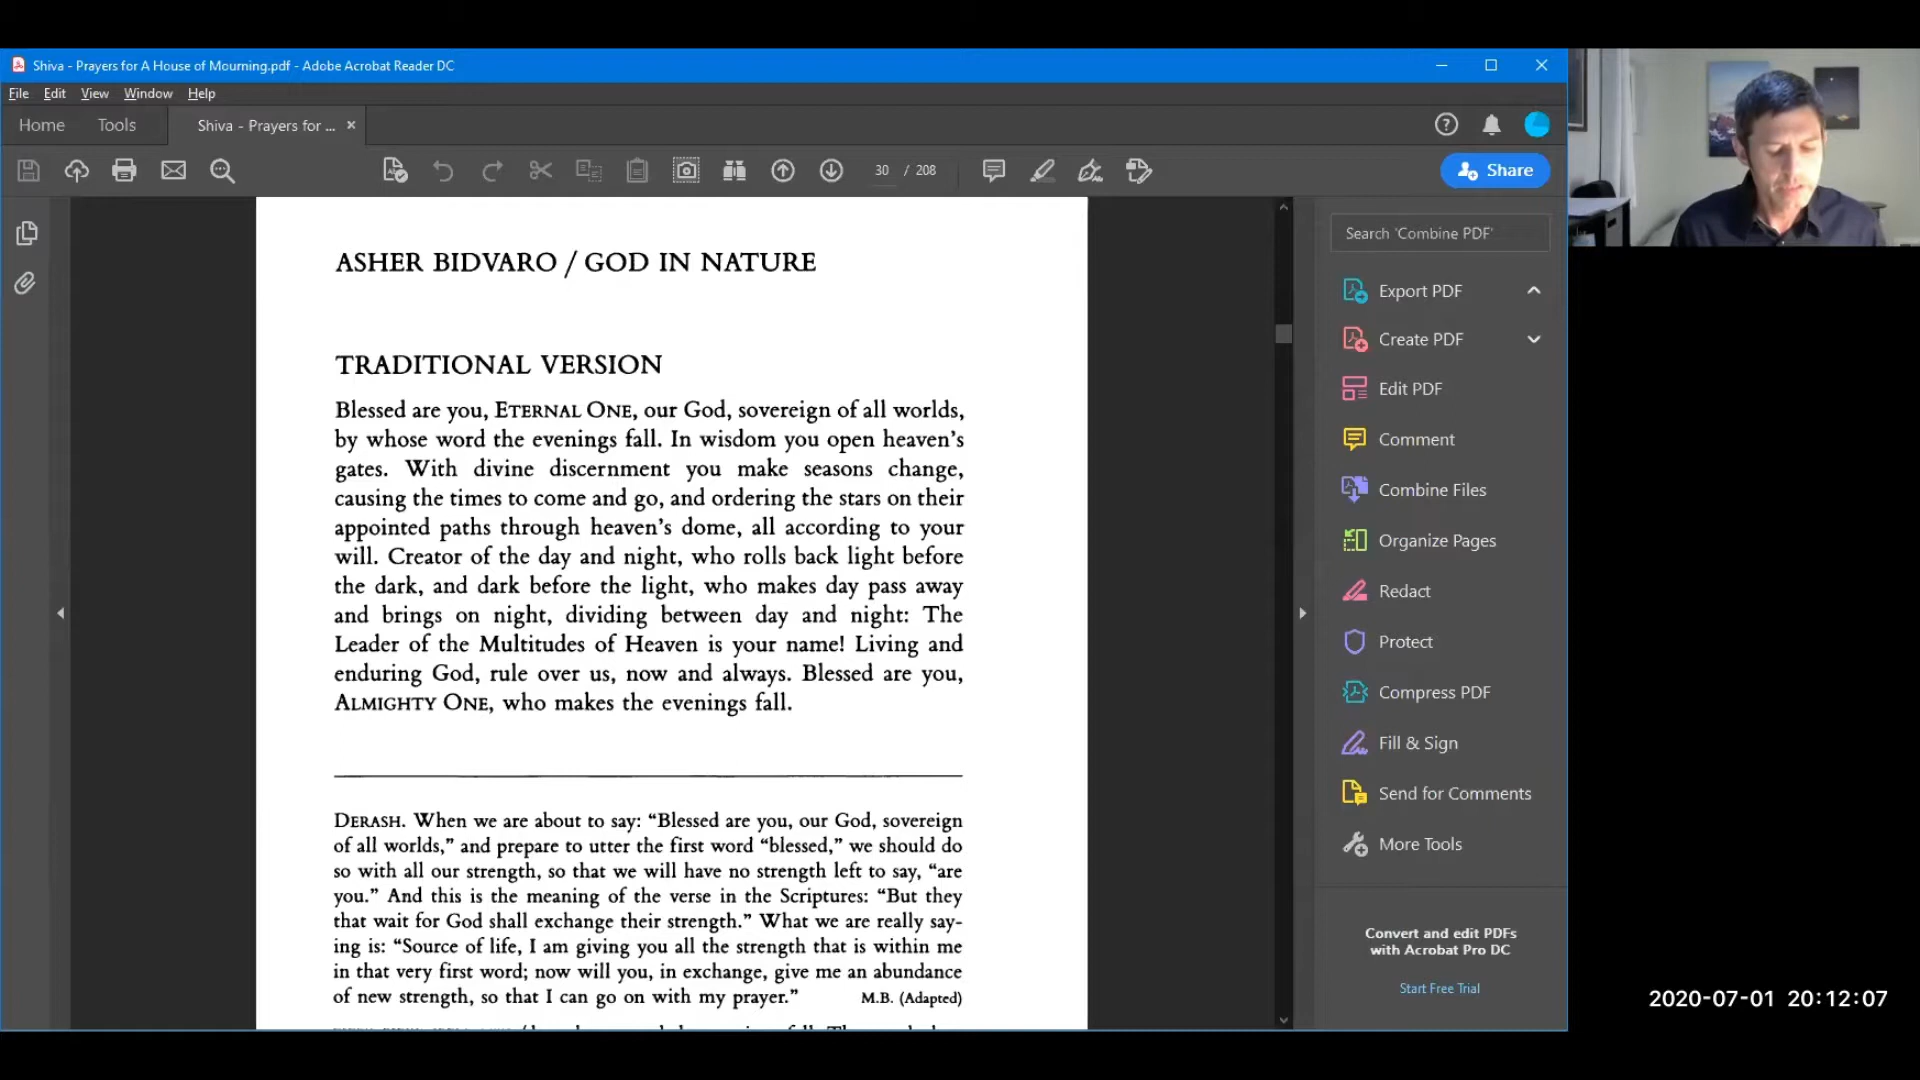 Shiva - Prayers for A House of Mourning.pdf - Adobe Acrobat Reader DC
File Edit View Window Help
Home Tools Shiva - Prayers for ... ×
30 / 208
Share
ASHER BIDVARO / GOD IN NATURE
TRADITIONAL VERSION
Blessed are you, ETERNAL ONE, our God, sovereign of all worlds,
by whose word the evenings fall. In wisdom you open heaven's
gates. With divine discernment you make seasons change,
causing the times to come and go, and ordering the stars on their
appointed paths through heaven's dome, all according to your
will. Creator of the day and night, who rolls back light before
the dark, and dark before the light, who makes day pass away
and brings on night, dividing between day and night: The
Leader of the Multitudes of Heaven is your name! Living and
enduring God, rule over us, now and always. Blessed are you,
ALMIGHTY ONE, who makes the evenings fall.
DERASH. When we are about to say: “Blessed are you, our God, sovereign
of all worlds,” and prepare to utter the first word “blessed,” we should do
so with all our strength, so that we will have no strength left to say, “are
you.” And this is the meaning of the verse in the Scriptures: “But they
that wait for God shall exchange their strength.” What we are really say-
ing is: “Source of life, I am giving you all the strength that is within me
in that very first word; now will you, in exchange, give me an abundance
of new strength, so that I can go on with my prayer.” M.B. (Adapted)
Search 'Combine PDF'
Export PDF
Create PDF
Edit PDF
Comment
Combine Files
Organize Pages
Redact
Protect
Compress PDF
Fill & Sign
Send for Comments
More Tools
Convert and edit PDFs
with Acrobat Pro DC
Start Free Trial
2020-07-01 20:12:07